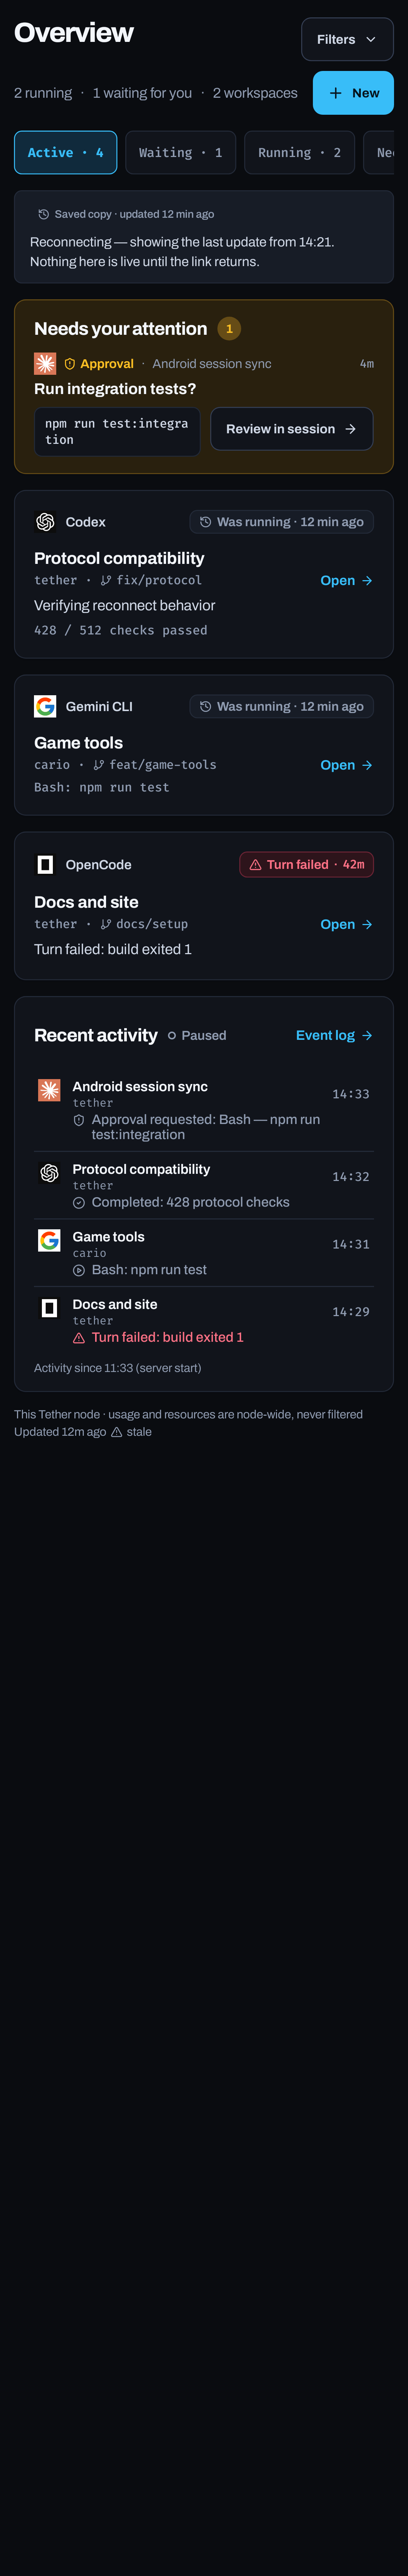 Overview
Filters
2 running · 1 waiting for you · 2 workspaces
New
Active · 4
Waiting · 1
Running · 2
Saved copy · updated 12 min ago
Reconnecting — showing the last update from 14:21.
Nothing here is live until the link returns.
Needs your attention 1
Approval · Android session sync 4m
Run integration tests?
npm run test:integra
tion
Review in session
Codex
Was running · 12 min ago
Protocol compatibility
tether · fix/protocol
Open
Verifying reconnect behavior
428 / 512 checks passed
Gemini CLI
Was running · 12 min ago
Game tools
cario · feat/game-tools
Open
Bash: npm run test
OpenCode
Turn failed · 42m
Docs and site
tether · docs/setup
Open
Turn failed: build exited 1
Recent activity
Paused
Event log
Android session sync
tether
14:33
Approval requested: Bash — npm run
test:integration
Protocol compatibility
tether
14:32
Completed: 428 protocol checks
Game tools
cario
14:31
Bash: npm run test
Docs and site
tether
14:29
Turn failed: build exited 1
Activity since 11:33 (server start)
This Tether node · usage and resources are node-wide, never filtered
Updated 12m ago stale